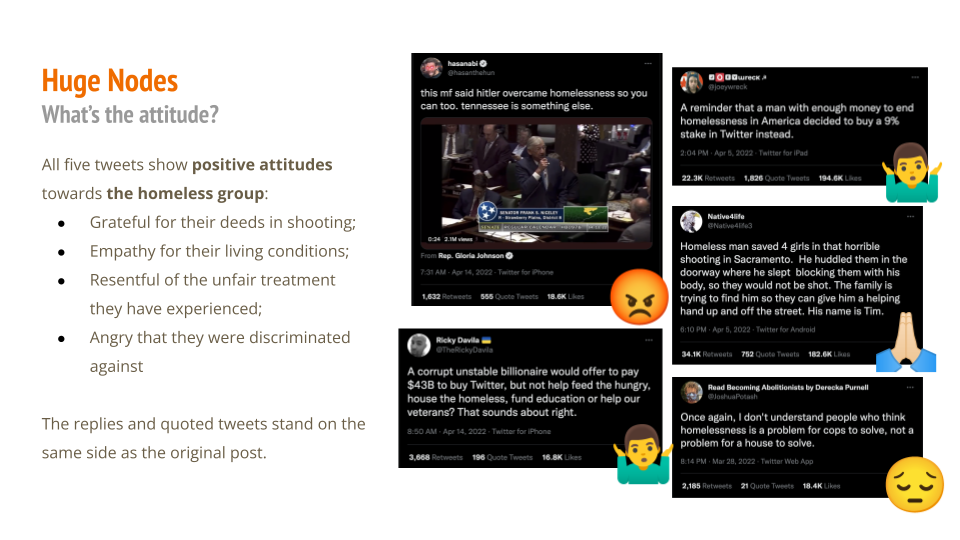 Huge Nodes
What's the attitude?
All five tweets show positive attitudes
towards the homeless group:
● Grateful for their deeds in shooting;
● Empathy for their living conditions;
● Resentful of the unfair treatment
they have experienced;
● Angry that they were discriminated
against
The replies and quoted tweets stand on the
same side as the original post.
hasanabi
@hasanthehun
this mf said hitler overcame homelessness so you
can too. tennessee is something else.
SENATOR FRANK S. NICELEY
R - Strawberry Plains, District 8
SENATE REGULAR CALENDAR
0:24 2.1M views
From Rep. Gloria Johnson
7:31 AM · Apr 14, 2022 · Twitter for iPhone
1,632 Retweets 555 Quote Tweets 18.6K Likes
Ricky Davila
@TheRickyDavila
A corrupt unstable billionaire would offer to pay
$43B to buy Twitter, but not help feed the hungry,
house the homeless, fund education or help our
veterans? That sounds about right.
8:50 AM · Apr 14, 2022 · Twitter for iPhone
3,668 Retweets 196 Quote Tweets 16.8K Likes
@joeywreck
A reminder that a man with enough money to end
homelessness in America decided to buy a 9%
stake in Twitter instead.
2:04 PM · Apr 5, 2022 · Twitter for iPad
22.3K Retweets 1,826 Quote Tweets 194.6K Likes
Native4life
@Native4life3
Homeless man saved 4 girls in that horrible
shooting in Sacramento. He huddled them in the
doorway where he slept blocking them with his
body, so they would not be shot. The family is
trying to find him so they can give him a helping
hand up and off the street. His name is Tim.
6:10 PM · Apr 5, 2022 · Twitter for Android
34.1K Retweets 752 Quote Tweets 182.6K Likes
Read Becoming Abolitionists by Derecka Purnell
@JoshuaPotash
Once again, I don't understand people who think
homelessness is a problem for cops to solve, not a
problem for a house to solve.
8:14 PM · Mar 28, 2022 · Twitter Web App
2,185 Retweets 21 Quote Tweets 18.4K Likes